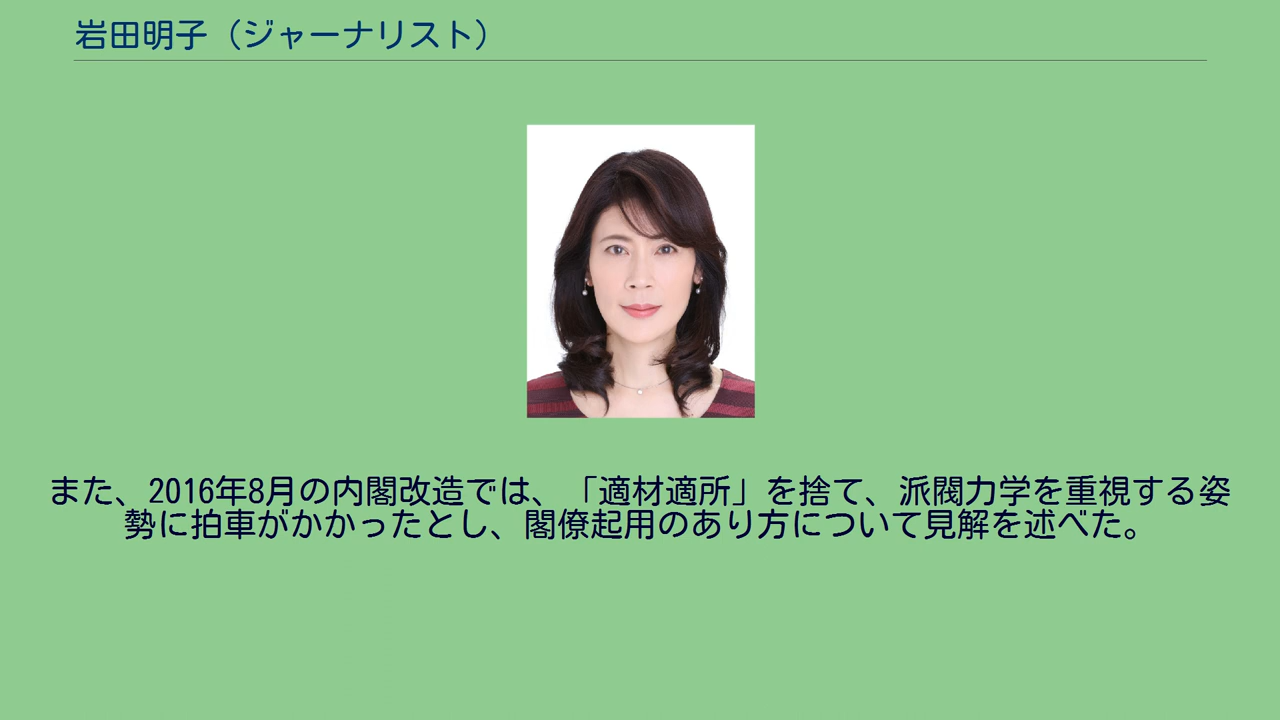 岩田明子（ジャーナリスト）
また、2016年8月の内閣改造では、「適材適所」を捨て、派閥力学を重視する姿
勢に拍車がかかったとし、閣僚起用のあり方について見解を述べた。